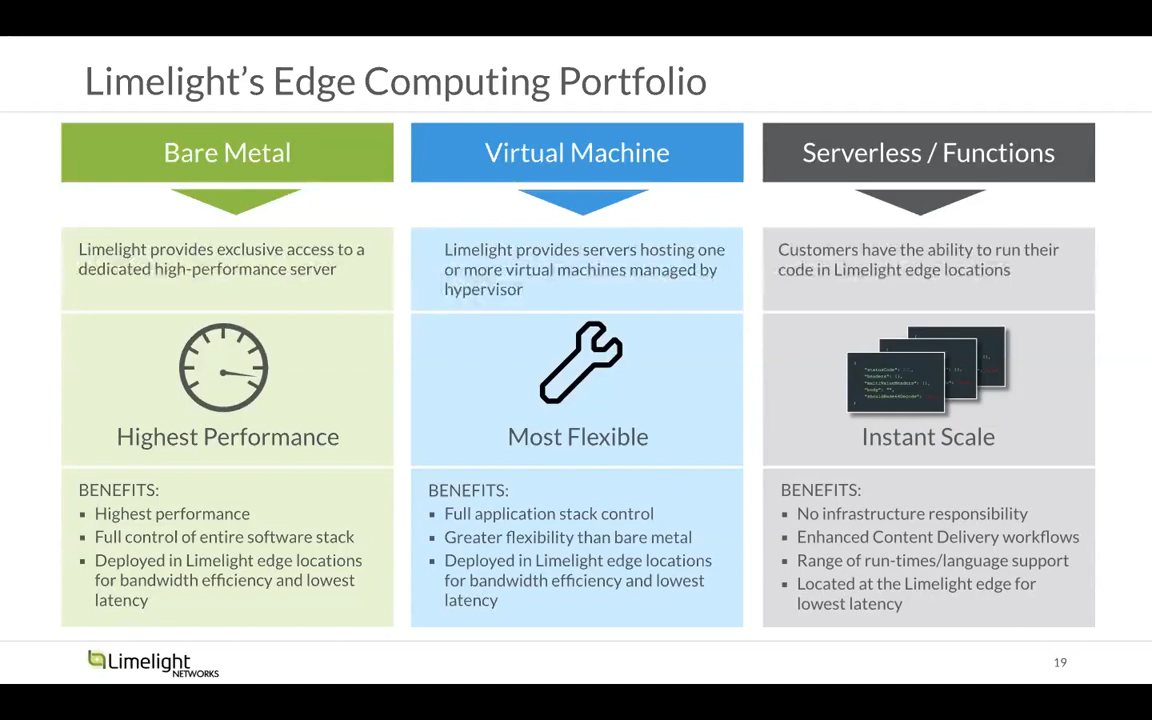 Limelight's Edge Computing Portfolio
Bare Metal
Limelight provides exclusive access to a
dedicated high-performance server
Highest Performance
BENEFITS:
▪ Highest performance
▪ Full control of entire software stack
▪ Deployed in Limelight edge locations
for bandwidth efficiency and lowest
latency
Virtual Machine
Limelight provides servers hosting one
or more virtual machines managed by
hypervisor
Most Flexible
BENEFITS:
▪ Full application stack control
▪ Greater flexibility than bare metal
▪ Deployed in Limelight edge locations
for bandwidth efficiency and lowest
latency
Serverless / Functions
Customers have the ability to run their
code in Limelight edge locations
Instant Scale
BENEFITS:
▪ No infrastructure responsibility
▪ Enhanced Content Delivery workflows
▪ Range of run-times/language support
▪ Located at the Limelight edge for
lowest latency
Limelight
NETWORKS
19